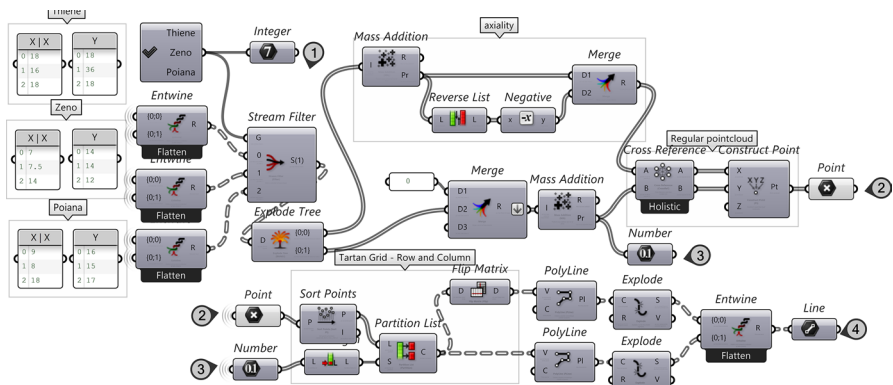 Thiene
X | X
Y
0 18
1 16
2 18
0 18
1 36
2 18
Zeno
X | X
Y
0 7
1 7.5
2 14
0 14
1 14
2 12
Poiana
X | X
Y
0 9
1 8
2 18
0 16
1 15
2 17
Thiene
Zeno
Poiana
Integer
7
1
Entwine
{0;0}
{0;1}
R
Flatten
Entwine
{0;0}
{0;1}
R
Flatten
{0;0}
{0;1}
R
Flatten
Stream Filter
G
0
1
2
S(1)
Explode Tree
D
{0;0}
{0;1}
axiality
Mass Addition
I
R
Pr
Reverse List
L
L
Negative
x
-x
y
Merge
D1
D2
R
0
Merge
D1
D2
D3
Mass Addition
I
R
Pr
Regular pointcloud
Cross Reference
A
B
A
B
Holistic
Construct Point
X
Y
Z
XYZ
Pt
Point
2
Number
0.1
3
Tartan Grid - Row and Column
2
Point
Sort Points
P
P
I
3
Number
0.1
L
L
Partition List
L
S
C
Flip Matrix
D
D
PolyLine
V
C
Pl
Explode
C
R
S
V
PolyLine
V
C
Pl
Explode
C
R
S
V
Entwine
{0;0}
{0;1}
R
Flatten
Line
4